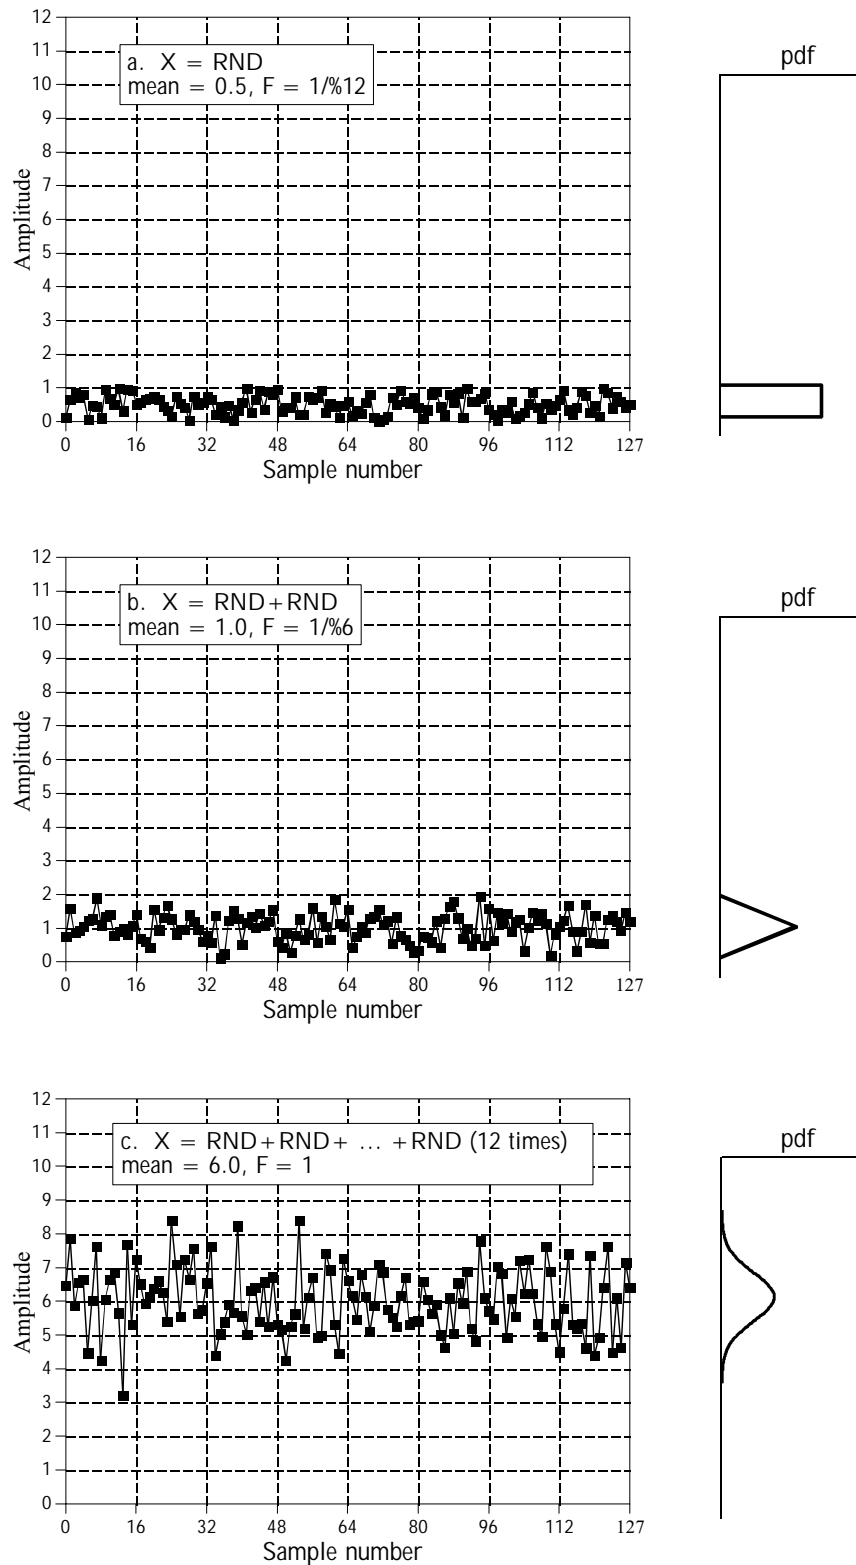 12
11
10
9
8
7
6
5
4
3
2
1
0
Amplitude
a. X = RND
mean = 0.5, F = 1/%12
0 16 32 48 64 80 96 112 127
Sample number
pdf
12
11
10
9
8
7
6
5
4
3
2
1
0
Amplitude
b. X = RND+RND
mean = 1.0, F = 1/%6
0 16 32 48 64 80 96 112 127
Sample number
pdf
12
11
10
9
8
7
6
5
4
3
2
1
0
Amplitude
c. X = RND+RND+ ... +RND (12 times)
mean = 6.0, F = 1
0 16 32 48 64 80 96 112 127
Sample number
pdf